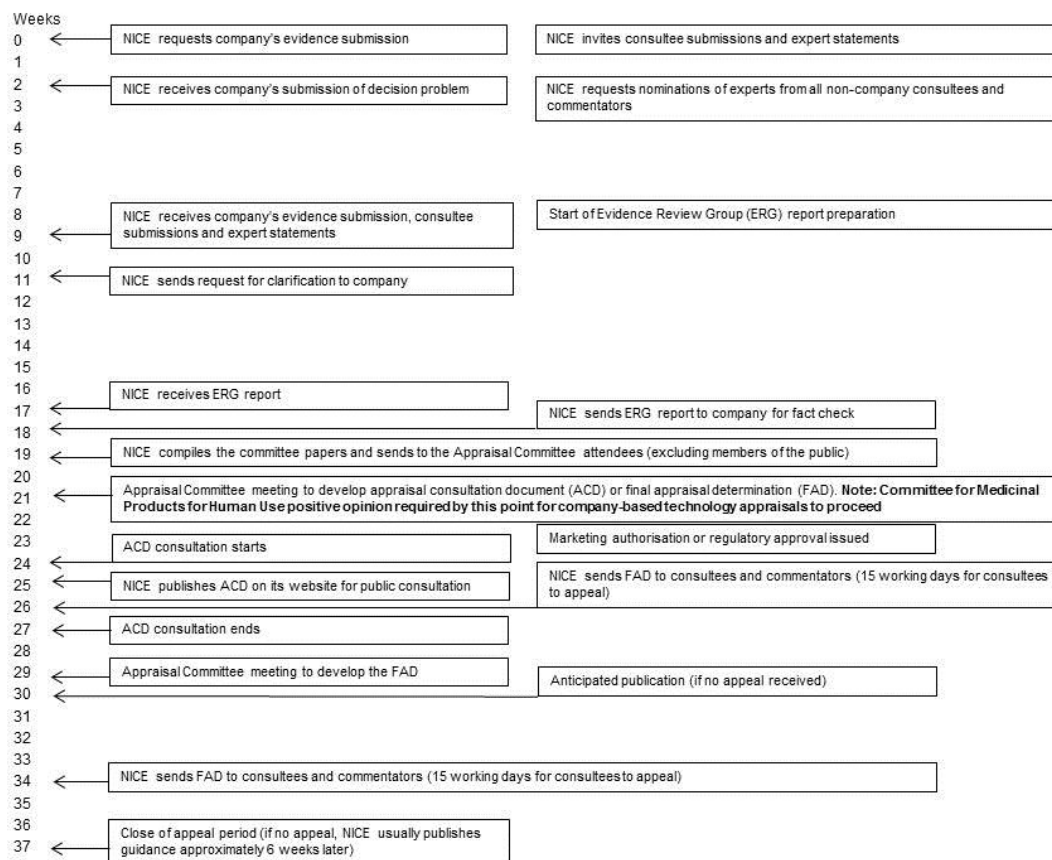 Weeks
0
NICE requests company's evidence submission
NICE invites consultee submissions and expert statements
1
2
NICE receives company's submission of decision problem
NICE requests nominations of experts from all non-company consultees and
commentators
3
4
5
6
7
8
NICE receives company's evidence submission, consultee
submissions and expert statements
Start of Evidence Review Group (ERG) report preparation
9
10
11
NICE sends request for clarification to company
12
13
14
15
16
NICE receives ERG report
17
NICE sends ERG report to company for fact check
18
19
NICE compiles the committee papers and sends to the Appraisal Committee attendees (excluding members of the public)
20
21
Appraisal Committee meeting to develop appraisal consultation document (ACD) or final appraisal determination (FAD). Note: Committee for Medicinal
Products for Human Use positive opinion required by this point for company-based technology appraisals to proceed
22
23
ACD consultation starts
Marketing authorisation or regulatory approval issued
24
25
NICE publishes ACD on its website for public consultation
NICE sends FAD to consultees and commentators (15 working days for consultees
to appeal)
26
27
ACD consultation ends
28
29
Appraisal Committee meeting to develop the FAD
Anticipated publication (if no appeal received)
30
31
32
33
34
NICE sends FAD to consultees and commentators (15 working days for consultees to appeal)
35
36
Close of appeal period (if no appeal, NICE usually publishes
guidance approximately 6 weeks later)
37